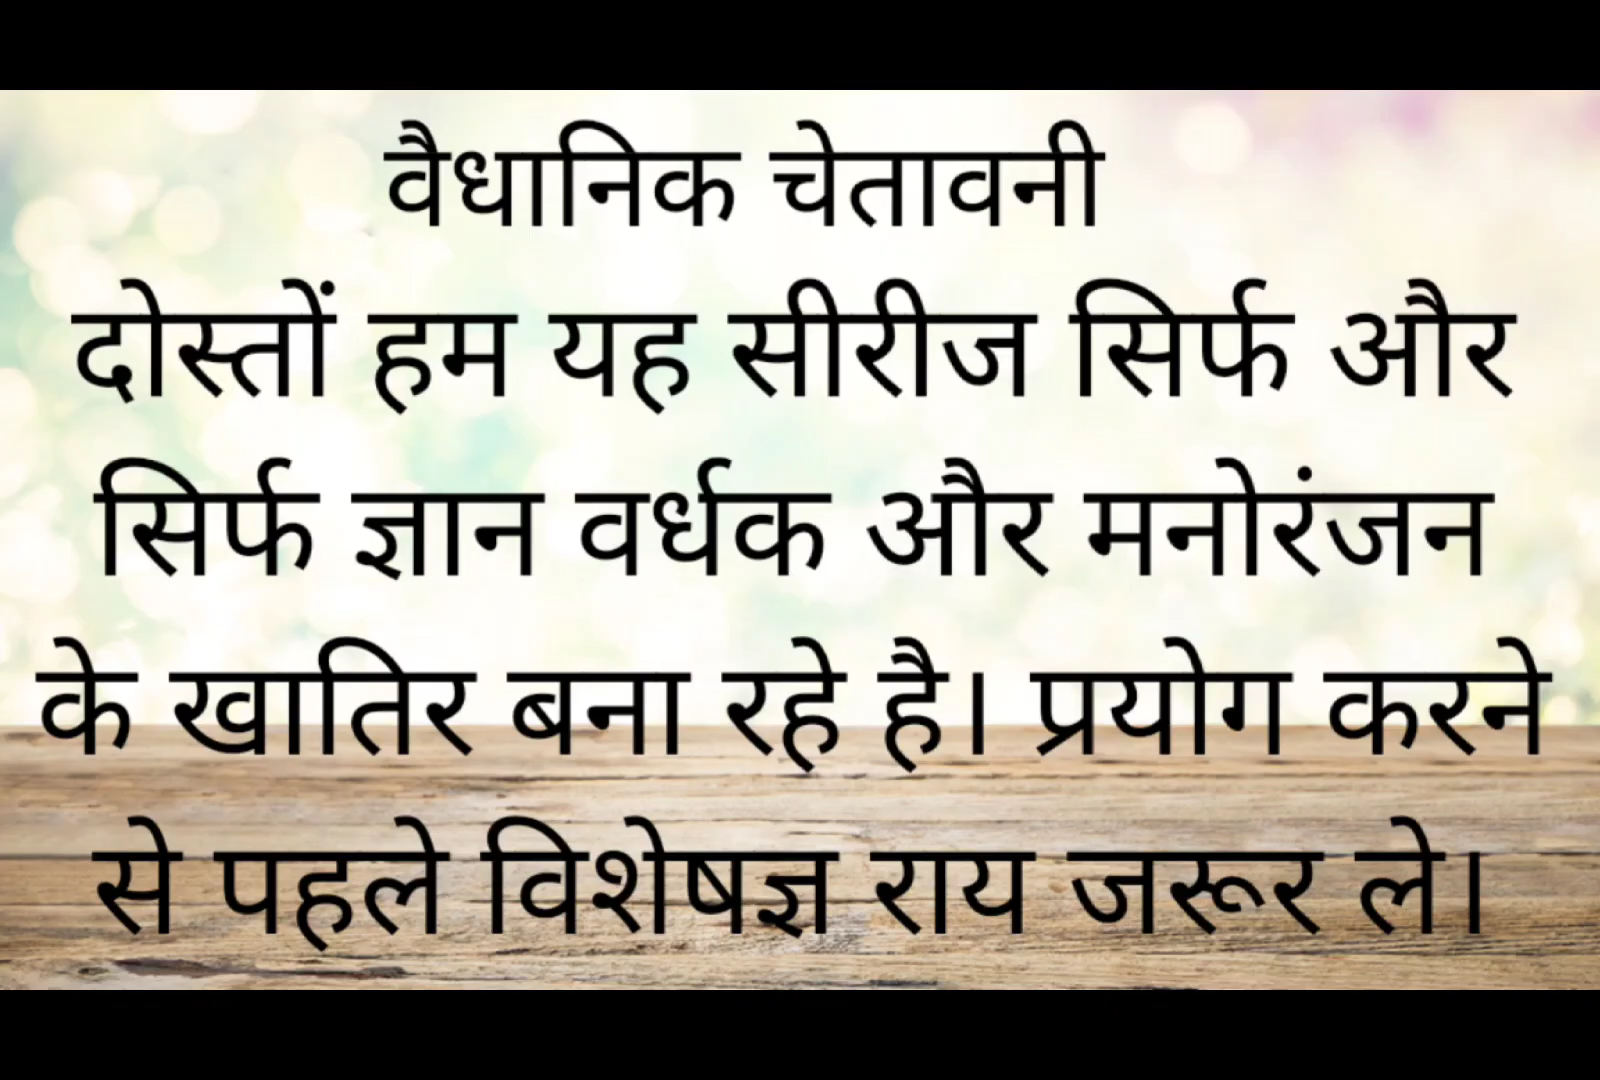 वैधानिक चेतावनी
दोस्तों हम यह सीरीज सिर्फ और
सिर्फ ज्ञान वर्धक और मनोरंजन
के खातिर बना रहे है। प्रयोग करने
से पहले विशेषज्ञ राय जरूर ले।